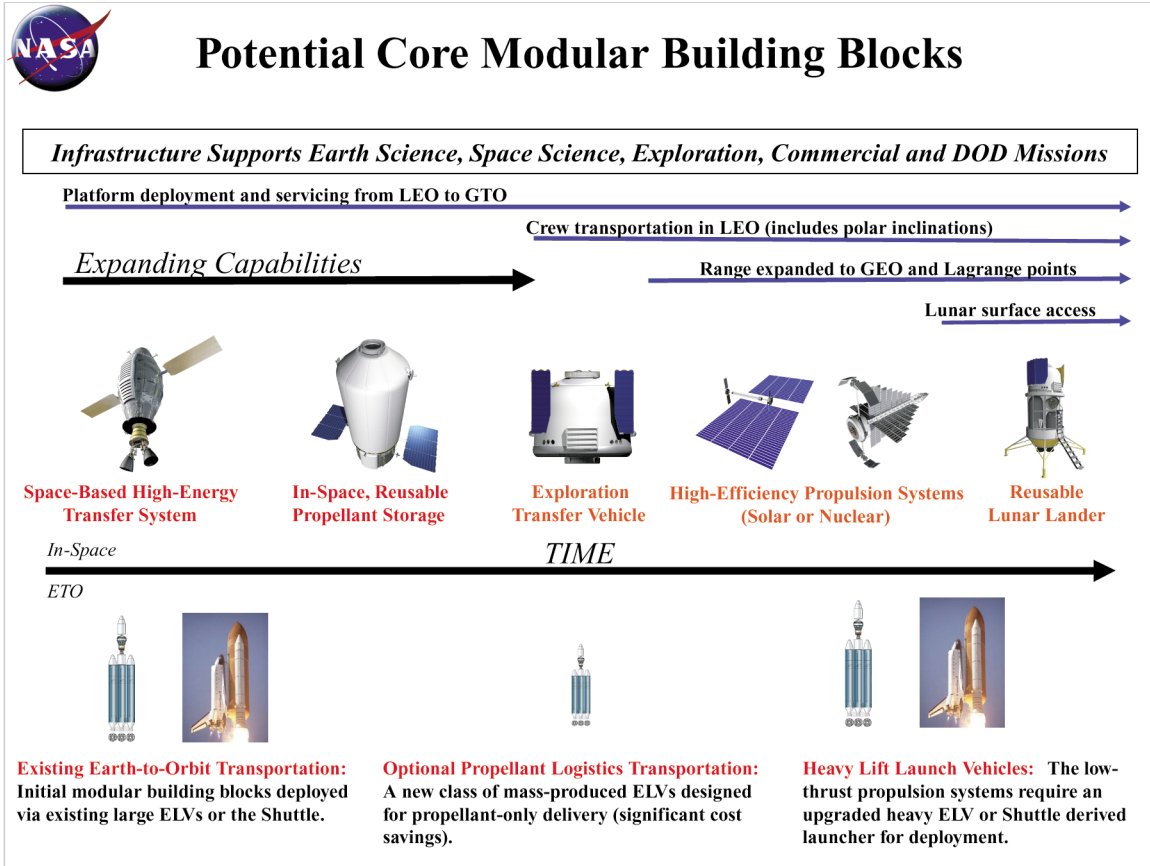 NASA
Potential Core Modular Building Blocks
Infrastructure Supports Earth Science, Space Science, Exploration, Commercial and DOD Missions
Platform deployment and servicing from LEO to GTO
Crew transportation in LEO (includes polar inclinations)
Expanding Capabilities
Range expanded to GEO and Lagrange points
Lunar surface access
Space-Based High-Energy
Transfer System
In-Space, Reusable
Propellant Storage
Exploration
Transfer Vehicle
High-Efficiency Propulsion Systems
(Solar or Nuclear)
Reusable
Lunar Lander
In-Space
TIME
ETO
Existing Earth-to-Orbit Transportation:
Initial modular building blocks deployed
via existing large ELVs or the Shuttle.
Optional Propellant Logistics Transportation:
A new class of mass-produced ELVs designed
for propellant-only delivery (significant cost
savings).
Heavy Lift Launch Vehicles: The low-
thrust propulsion systems require an
upgraded heavy ELV or Shuttle derived
launcher for deployment.